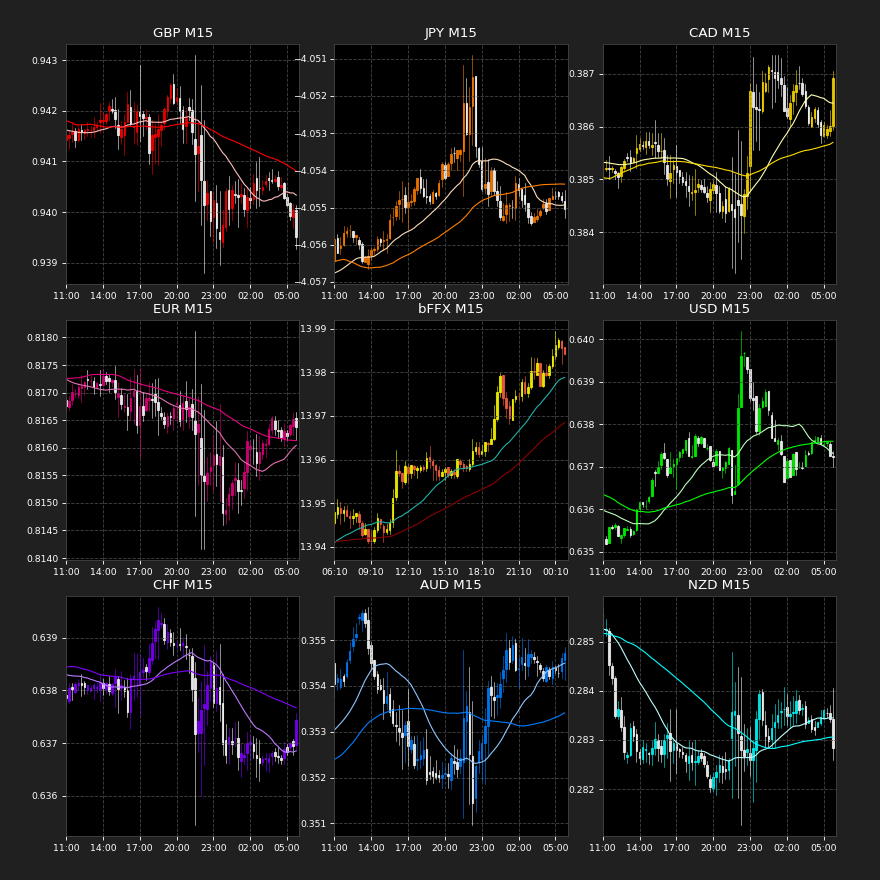 GBP M15
0.943
0.942
0.941
0.940
0.939
11:00 14:00 17:00 20:00 23:00 02:00 05:00
JPY M15
−4.051
−4.052
−4.053
−4.054
−4.055
−4.056
−4.057
11:00 14:00 17:00 20:00 23:00 02:00 05:00
CAD M15
0.387
0.386
0.385
0.384
11:00 14:00 17:00 20:00 23:00 02:00 05:00
EUR M15
0.8180
0.8175
0.8170
0.8165
0.8160
0.8155
0.8150
0.8145
0.8140
11:00 14:00 17:00 20:00 23:00 02:00 05:00
bFFX M15
13.99
13.98
13.97
13.96
13.95
13.94
06:10 09:10 12:10 15:10 18:10 21:10 00:10
USD M15
0.640
0.639
0.638
0.637
0.636
0.635
11:00 14:00 17:00 20:00 23:00 02:00 05:00
CHF M15
0.639
0.638
0.637
0.636
11:00 14:00 17:00 20:00 23:00 02:00 05:00
AUD M15
0.355
0.354
0.353
0.352
0.351
11:00 14:00 17:00 20:00 23:00 02:00 05:00
NZD M15
0.285
0.284
0.283
0.282
11:00 14:00 17:00 20:00 23:00 02:00 05:00